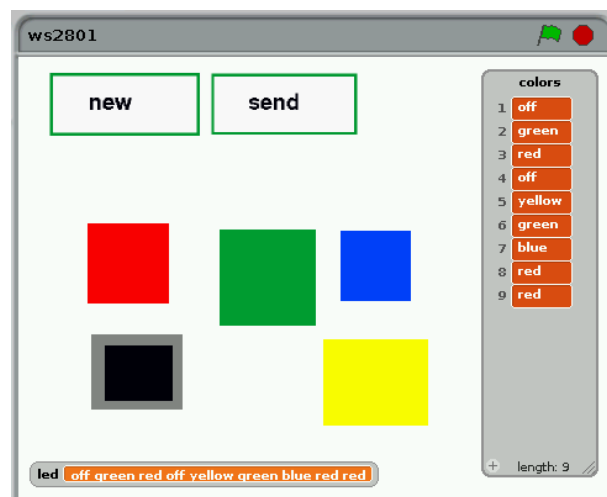 ws2801
new
send
colors
1 off
2 green
3 red
4 off
5 yellow
6 green
7 blue
8 red
9 red
+ length: 9
led off green red off yellow green blue red red